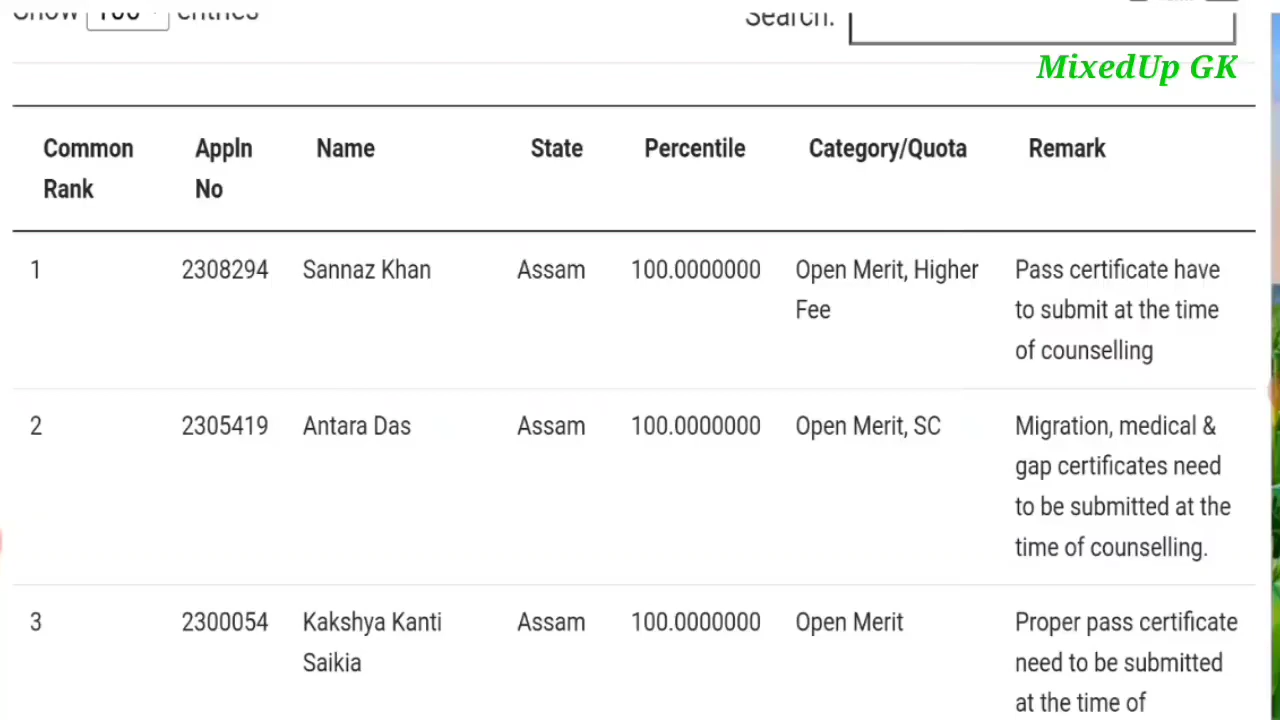 Show 100 entries
Search:
MixedUp GK
Common Rank Appln No Name State Percentile Category/Quota Remark
1 2308294 Sannaz Khan Assam 100.0000000 Open Merit, Higher Fee Pass certificate have
to submit at the time
of counselling
2 2305419 Antara Das Assam 100.0000000 Open Merit, SC Migration, medical &
gap certificates need
to be submitted at the
time of counselling.
3 2300054 Kakshya Kanti Saikia Assam 100.0000000 Open Merit Proper pass certificate
need to be submitted
at the time of